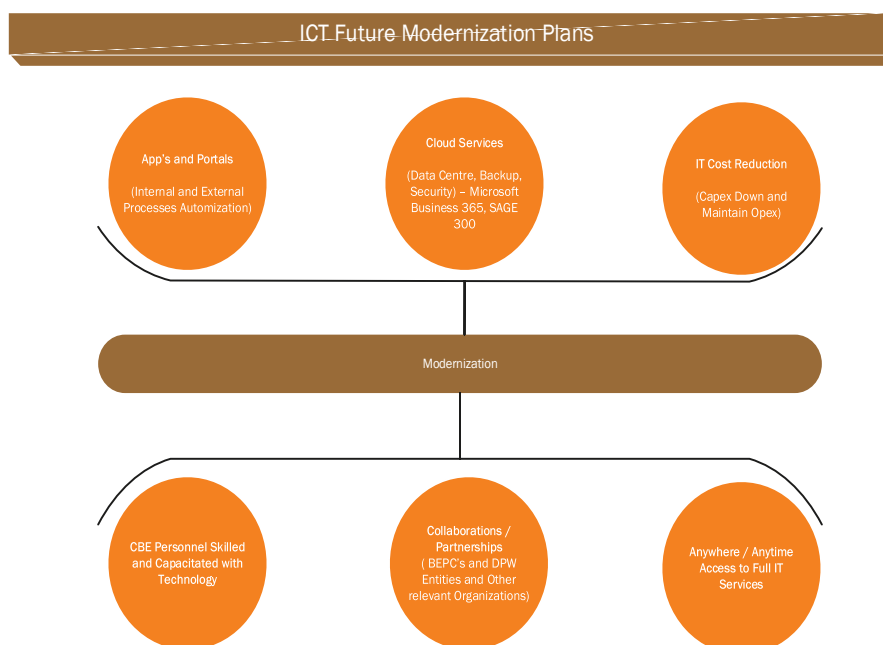 ICT Future Modernization Plans
App's and Portals
(Internal and External
Processes Automization)
Cloud Services
(Data Centre, Backup,
Security) – Microsoft
Business 365, SAGE
300
IT Cost Reduction
(Capex Down and
Maintain Opex)
Modernization
CBE Personnel Skilled
and Capacitated with
Technology
Collaborations /
Partnerships
( BEPC's and DPW
Entities and Other
relevant Organizations)
Anywhere / Anytime
Access to Full IT
Services